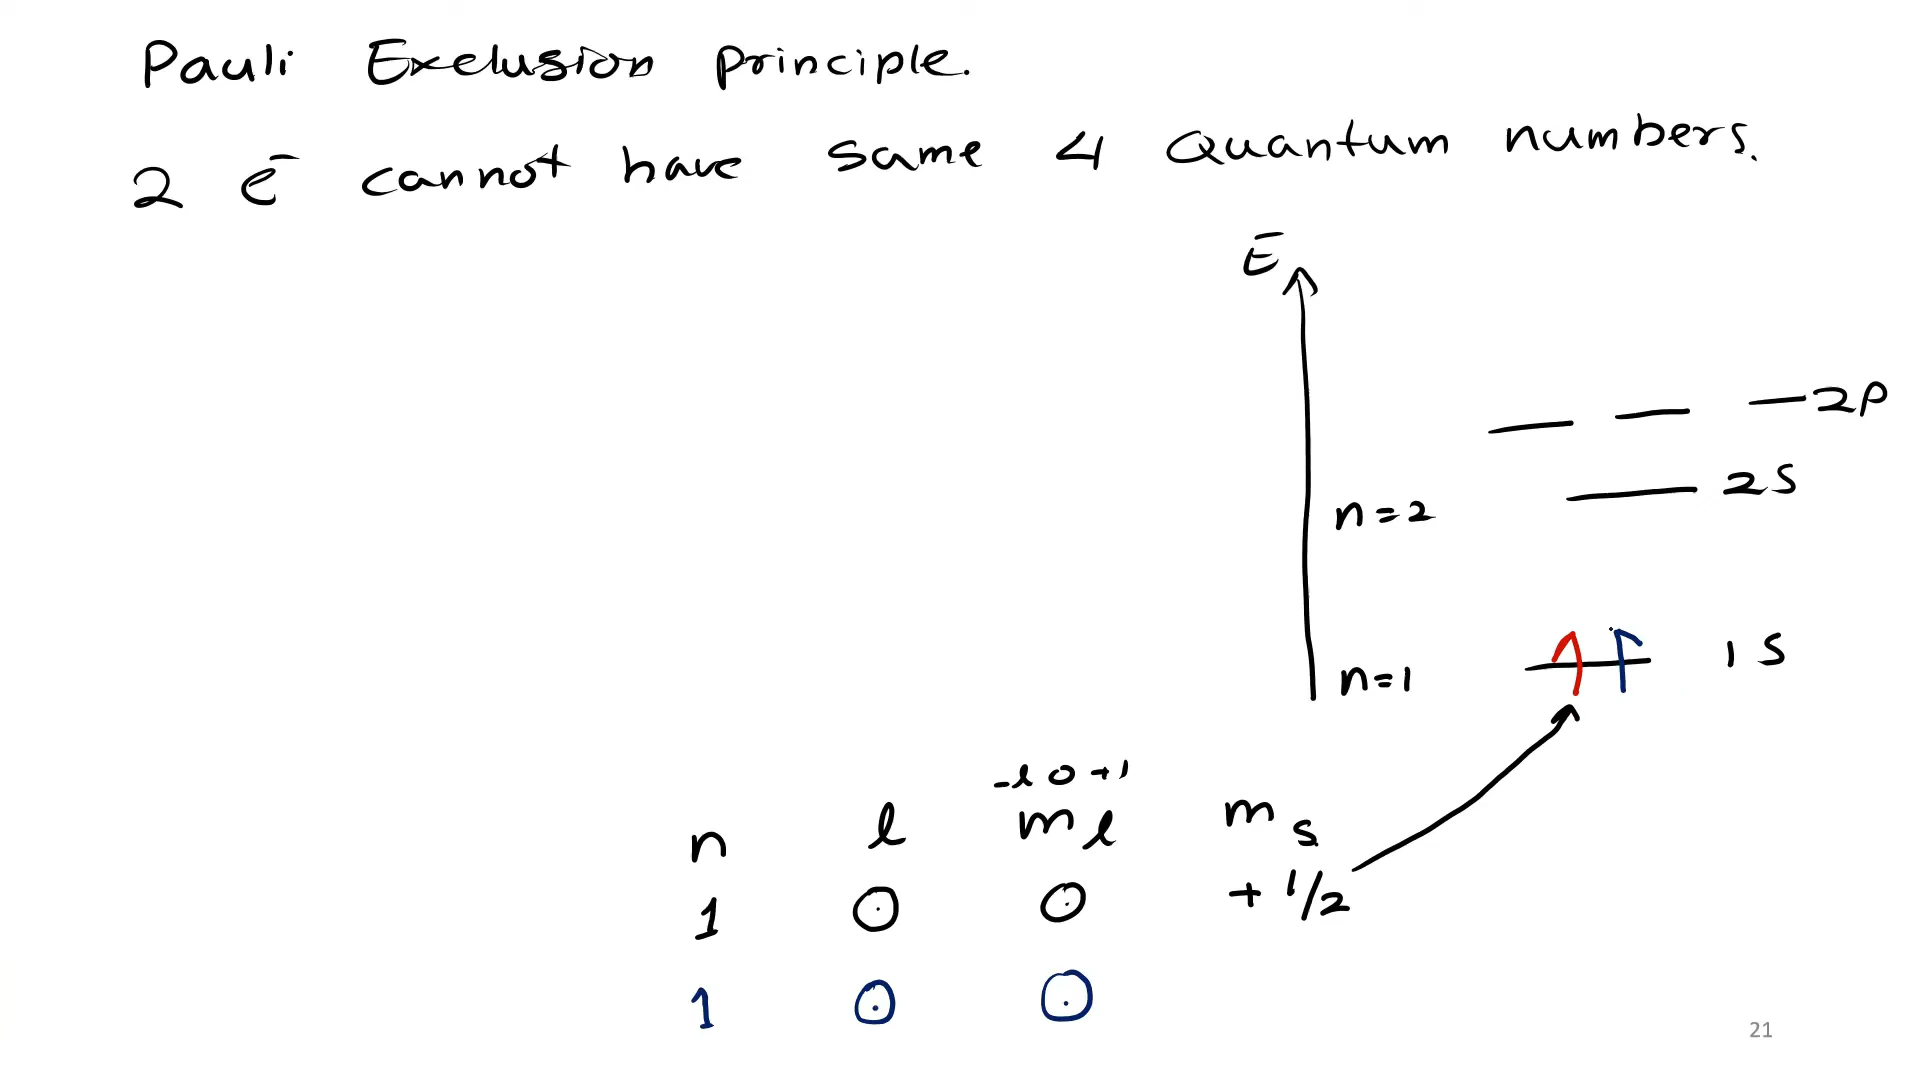 Pauli Exclusion principle.
2 e̅ cannot have same 4 Quantum numbers.
E
2p
2s
n=2
1s
n=1
-1 0 +1
n l ml ms
1 0 0 +1/2
1 0 0
21